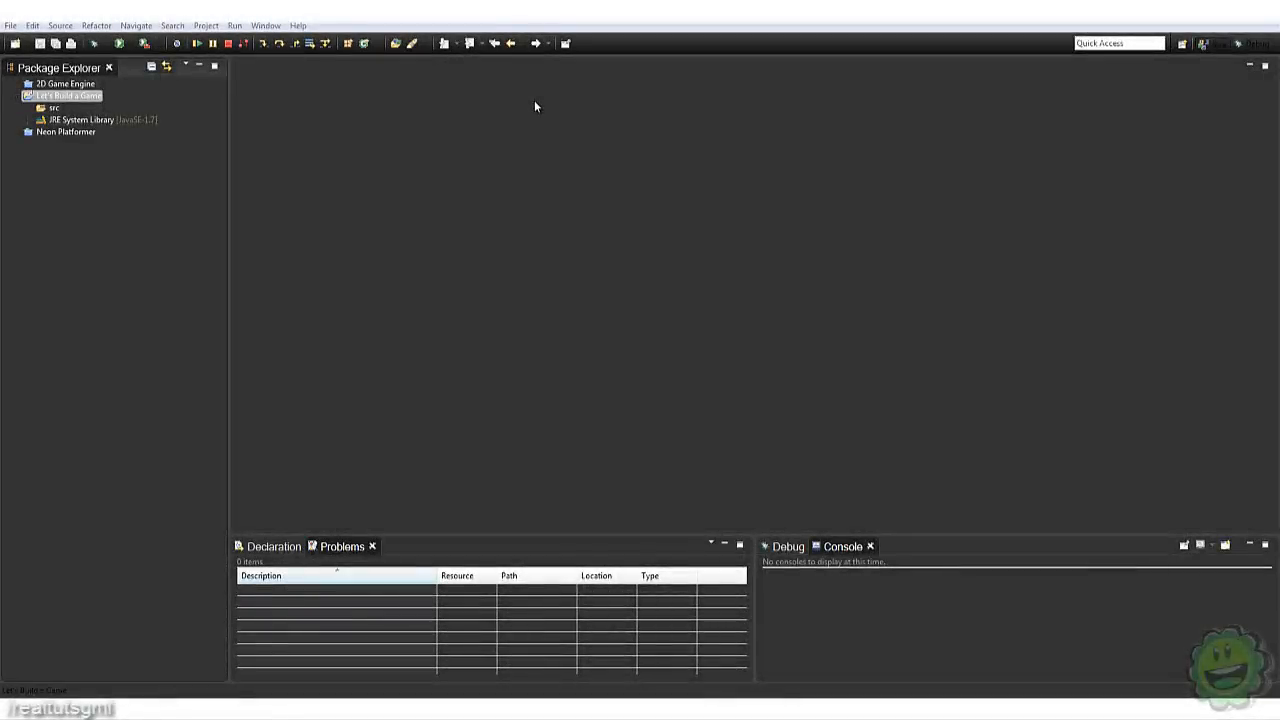 File Edit Source Refactor Navigate Search Project Run Window Help
Quick Access
Debug
Package Explorer
2D Game Engine
Let's Build a Game
src
JRE System Library [JavaSE-1.7]
Neon Platformer
Declaration Problems
0 items
Description Resource Path Location Type
Debug Console
No consoles to display at this time.
Let's Build a Game
/realtutsgml